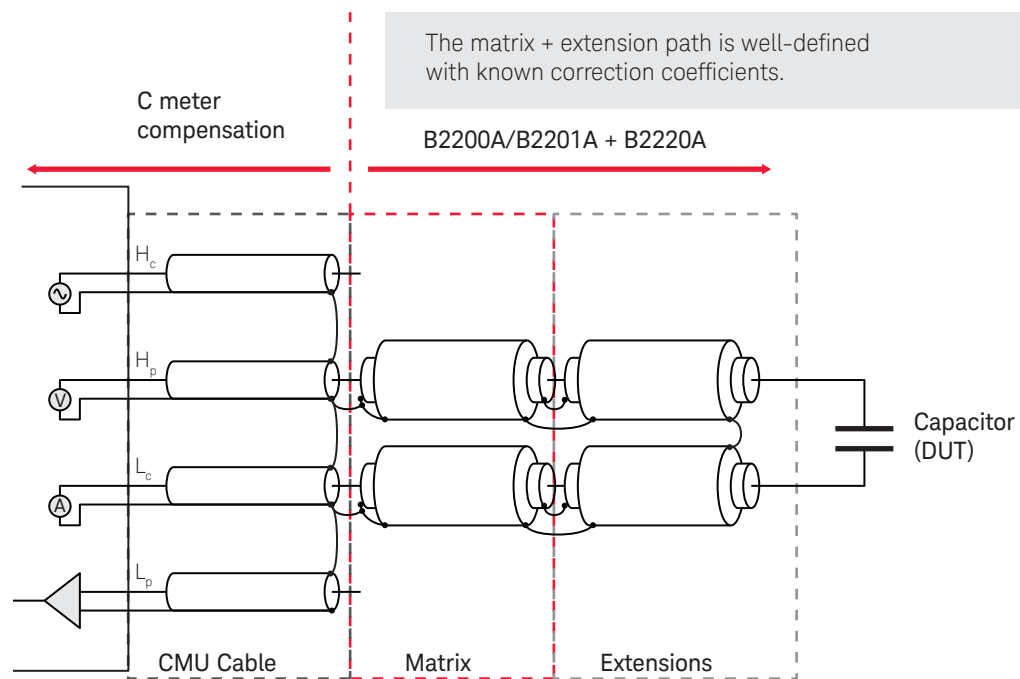 The matrix + extension path is well-defined
with known correction coefficients.
C meter
compensation
B2200A/B2201A + B2220A
Hc
Hp
V
Lc
A
Lp
Capacitor
(DUT)
CMU Cable
Matrix
Extensions